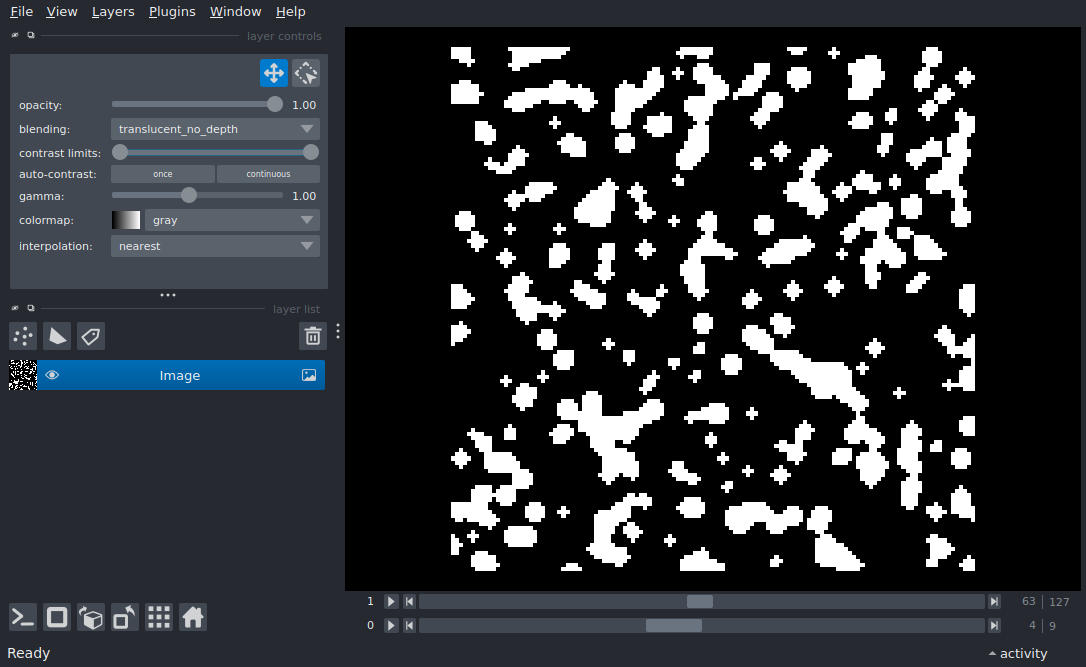 File View Layers Plugins Window Help
layer controls
opacity: 1.00
blending: translucent_no_depth
contrast limits:
auto-contrast: once continuous
gamma: 1.00
colormap: gray
interpolation: nearest
layer list
Image
1 63 127
0 4 9
Ready activity